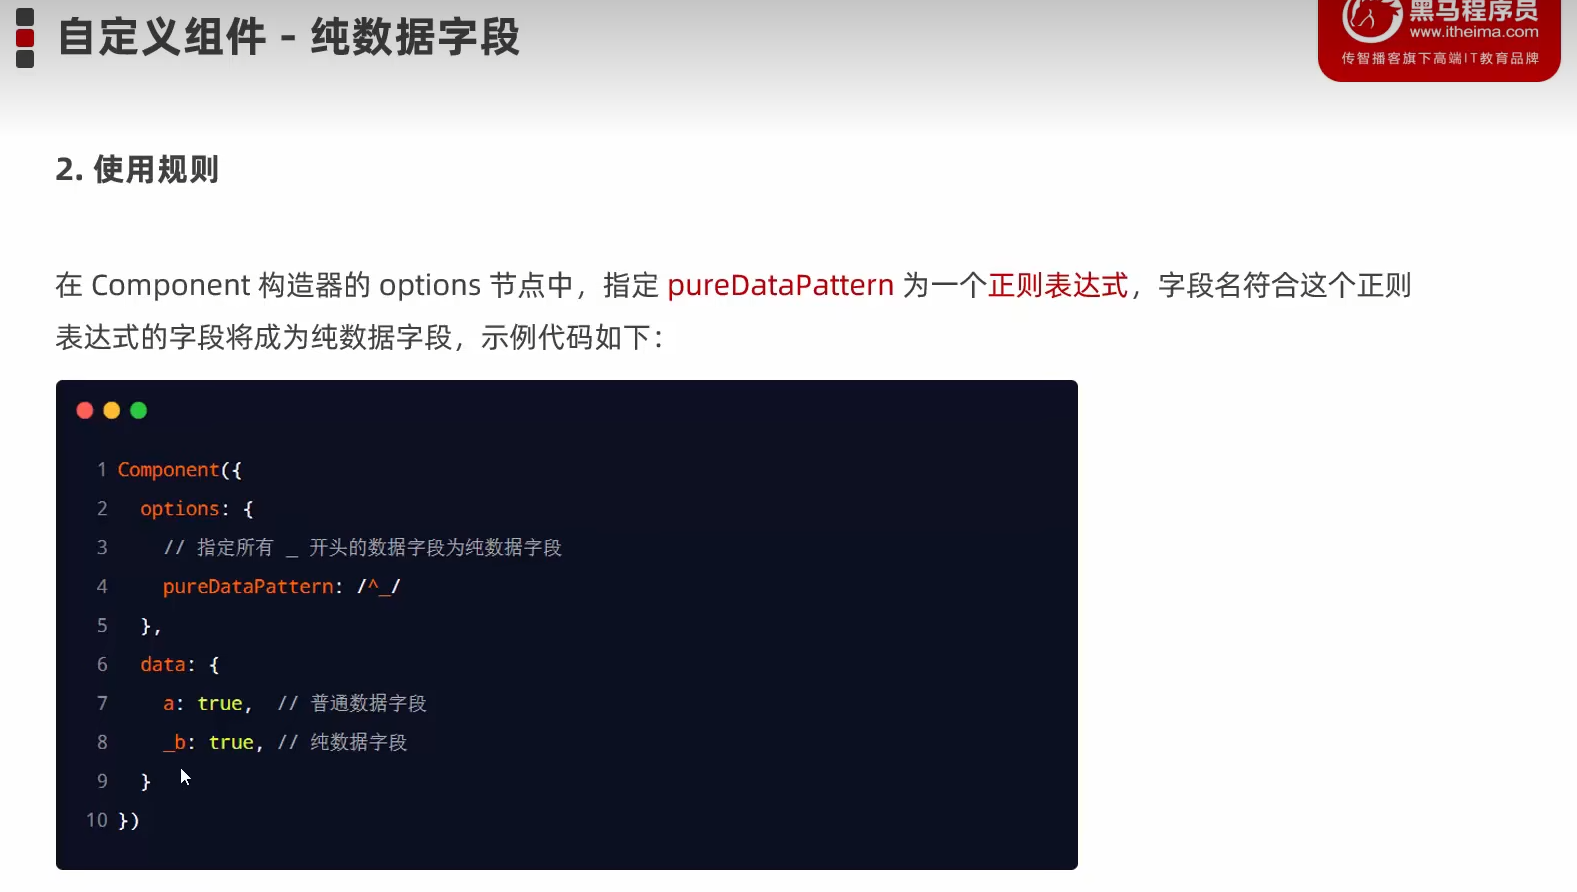 自定义组件 - 纯数据字段
黑马程序员
www.itheima.com
传智播客旗下高端IT教育品牌
2. 使用规则
在 Component 构造器的 options 节点中，指定 pureDataPattern 为一个正则表达式，字段名符合这个正则
表达式的字段将成为纯数据字段，示例代码如下：
1 Component({
2   options: {
3     // 指定所有 _ 开头的数据字段为纯数据字段
4     pureDataPattern: /^_/
5   },
6   data: {
7     a: true,  // 普通数据字段
8     _b: true, // 纯数据字段
9   }
10 })